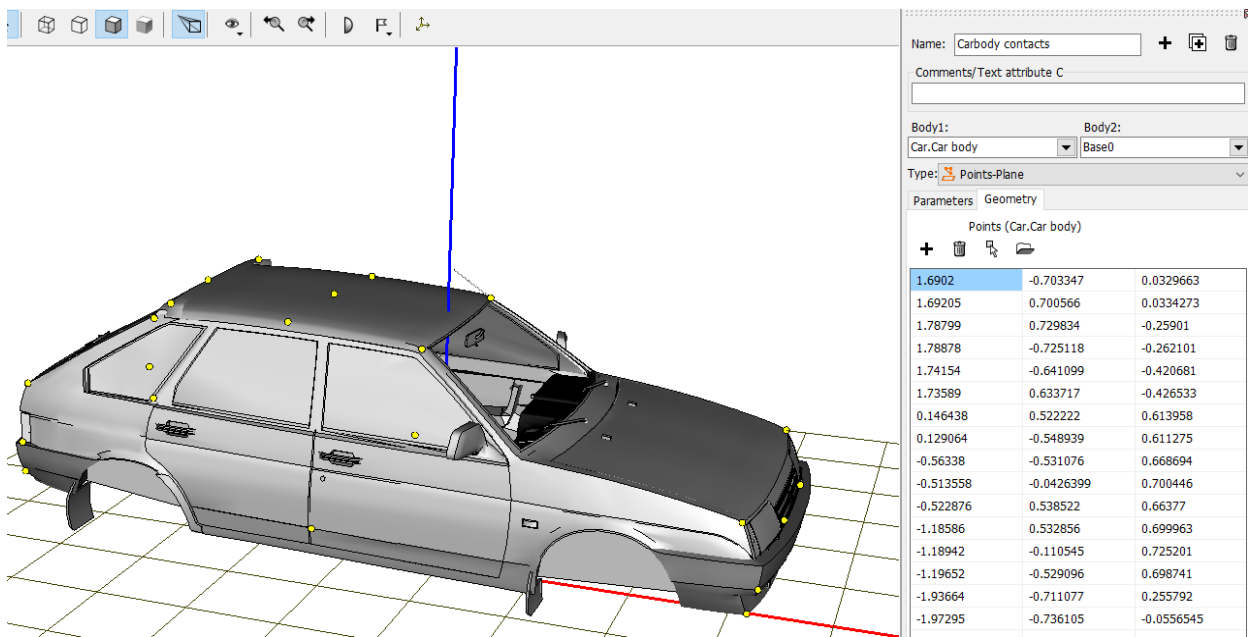 Name: Carbody contacts
Comments/Text attribute C
Body1: Body2:
Car.Car body Base0
Type: Points-Plane
Parameters Geometry
Points (Car.Car body)
1.6902 -0.703347 0.0329663
1.69205 0.700566 0.0334273
1.78799 0.729834 -0.25901
1.78878 -0.725118 -0.262101
1.74154 -0.641099 -0.420681
1.73589 0.633717 -0.426533
0.146438 0.522222 0.613958
0.129064 -0.548939 0.611275
-0.56338 -0.531076 0.668694
-0.513558 -0.0426399 0.700446
-0.522876 0.538522 0.66377
-1.18586 0.532856 0.699963
-1.18942 -0.110545 0.725201
-1.19652 -0.529096 0.698741
-1.93664 -0.711077 0.255792
-1.97295 -0.736105 -0.0556545